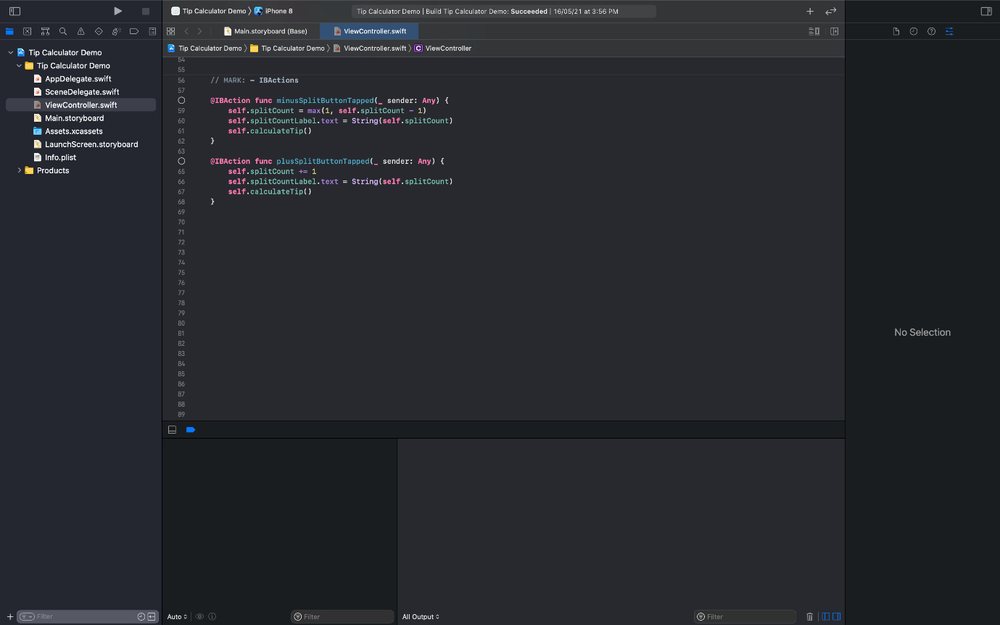 Tip Calculator Demo 〉 iPhone 8
Tip Calculator Demo | Build Tip Calculator Demo: Succeeded | 16/05/21 at 3:56 PM
Main.storyboard (Base)
ViewController.swift
Tip Calculator Demo 〉 Tip Calculator Demo 〉 ViewController.swift 〉 C ViewController
Tip Calculator Demo
Tip Calculator Demo
AppDelegate.swift
SceneDelegate.swift
ViewController.swift
Main.storyboard
Assets.xcassets
LaunchScreen.storyboard
Info.plist
Products
54
55
56 // MARK: - IBActions
57
@IBAction func minusSplitButtonTapped(_ sender: Any) {
59 self.splitCount = max(1, self.splitCount - 1)
60 self.splitCountLabel.text = String(self.splitCount)
61 self.calculateTip()
62 }
63
@IBAction func plusSplitButtonTapped(_ sender: Any) {
65 self.splitCount += 1
66 self.splitCountLabel.text = String(self.splitCount)
67 self.calculateTip()
68 }
69
70
71
72
73
74
75
76
77
78
79
80
81
82
83
84
85
86
87
88
89
No Selection
Filter
Auto
Filter
All Output
Filter